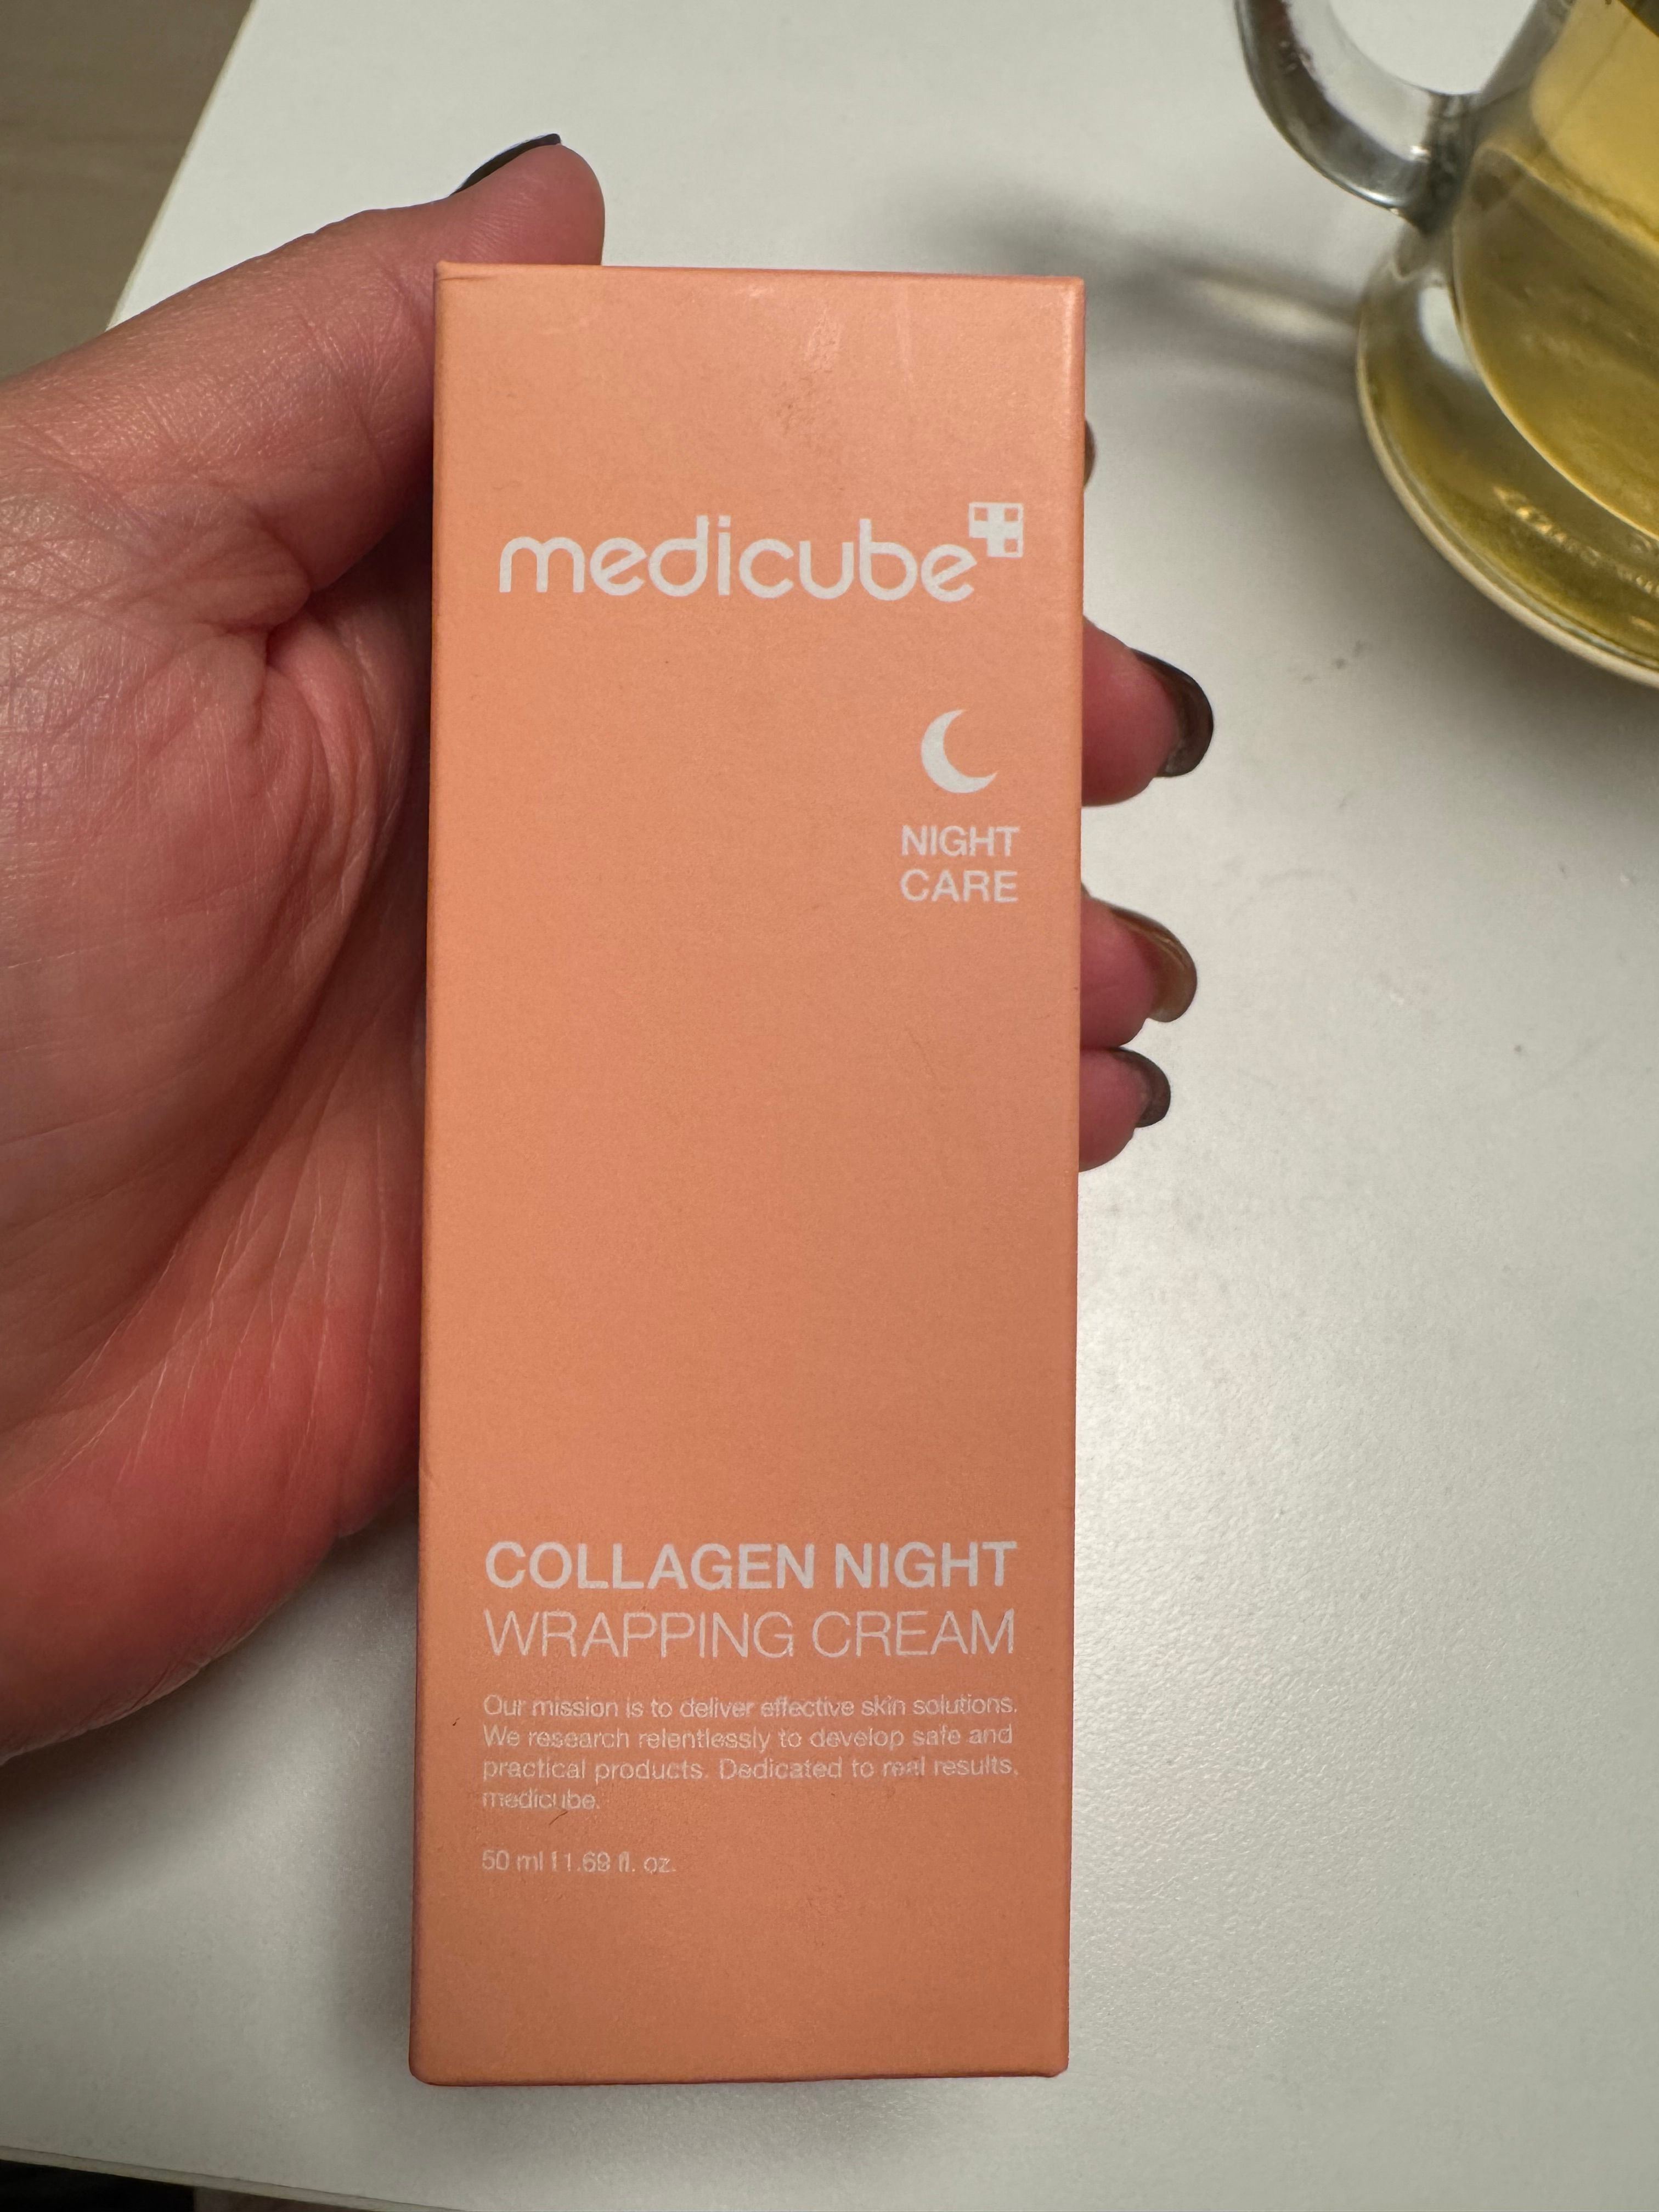 medicube
NIGHT
CARE
COLLAGEN NIGHT
WRAPPING CREAM
Our mission is to deliver effective skin solutions.
We research relentlessly to develop safe and
practical products. Dedicated to real results,
medicube.
50 ml | 1.69 fl. oz.